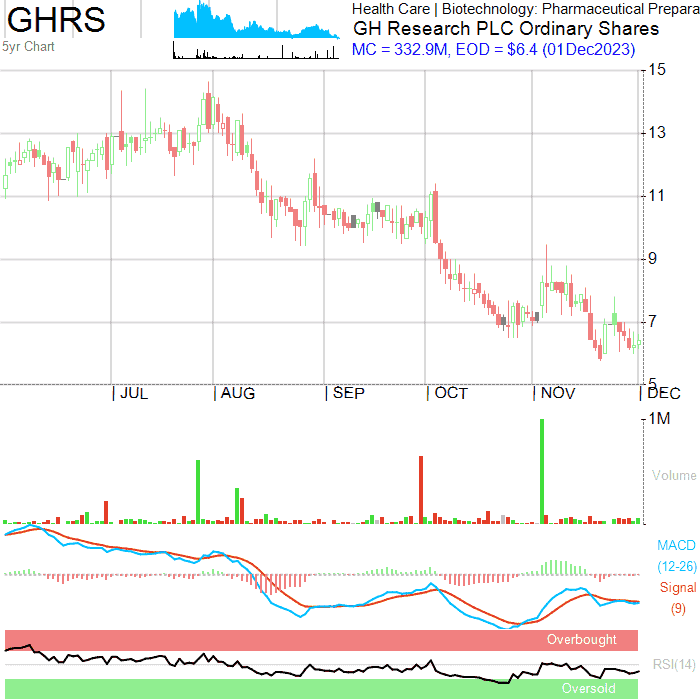 GHRS
5yr Chart
Health Care | Biotechnology: Pharmaceutical Prepara
GH Research PLC Ordinary Shares
MC = 332.9M, EOD = $6.4 (01Dec2023)
15
13
11
9
7
5
JUL AUG SEP OCT NOV DEC
1M
Volume
MACD
(12-26)
Signal
(9)
Overbought
RSI(14)
Oversold